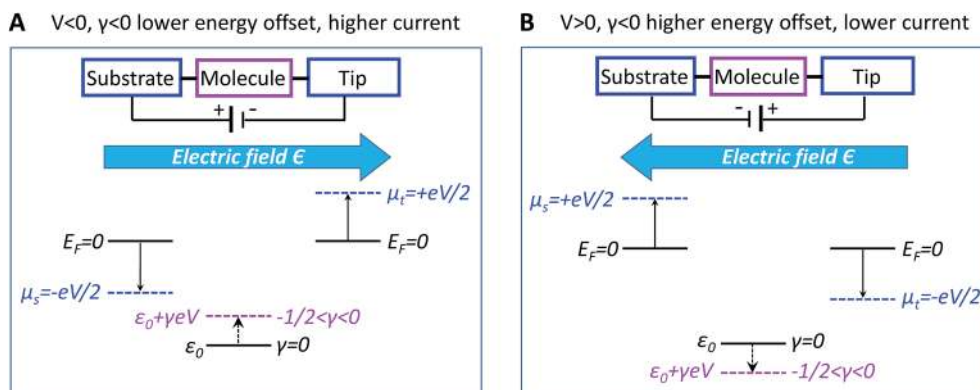 A V<0, γ<0 lower energy offset, higher current
Substrate Molecule Tip
+ -
Electric field Є
μt=+eV/2
EF=0 EF=0
μs=-eV/2
ε0+γeV -1/2<γ<0
ε0 γ=0
B V>0, γ<0 higher energy offset, lower current
Substrate Molecule Tip
- +
Electric field Є
μs=+eV/2
EF=0 EF=0
μt=-eV/2
ε0 γ=0
ε0+γeV -1/2<γ<0